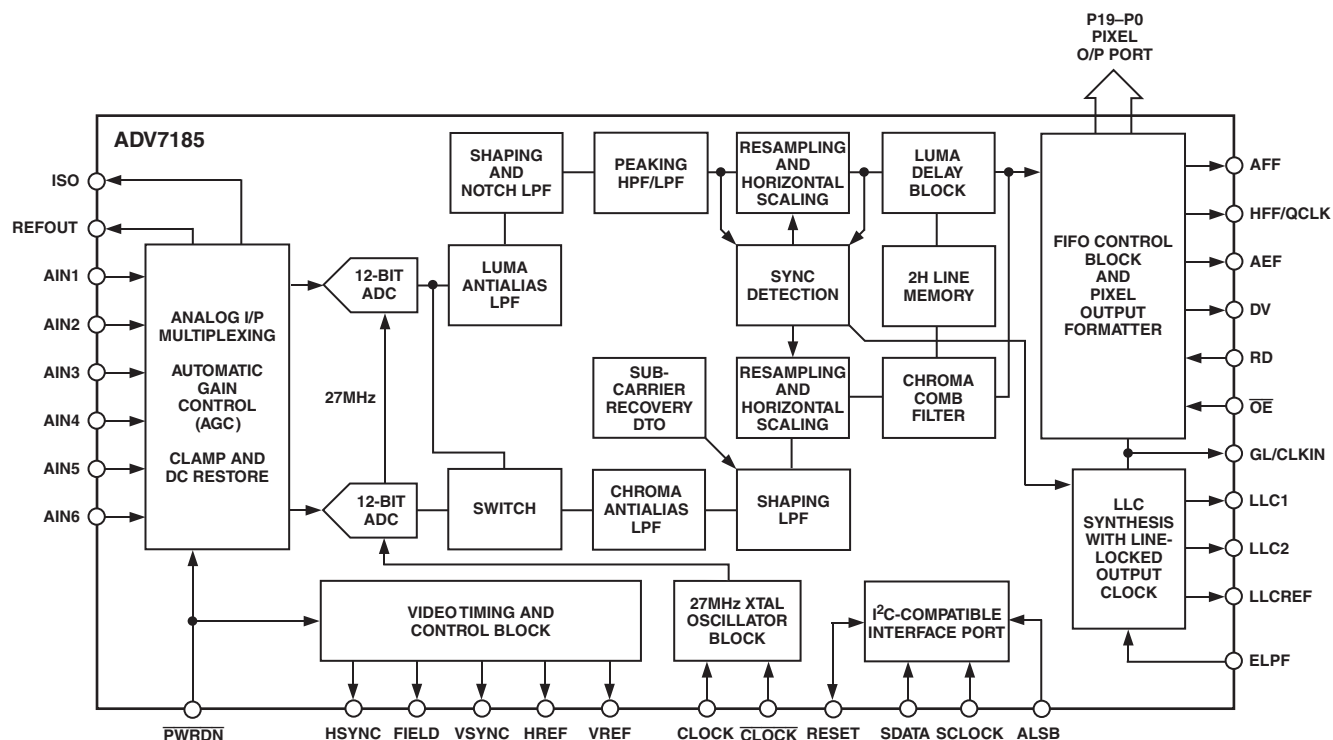 P19–P0
PIXEL
O/P PORT
ADV7185
ISO
REFOUT
AIN1
AIN2
AIN3
AIN4
AIN5
AIN6
ANALOG I/P
MULTIPLEXING
AUTOMATIC
GAIN
CONTROL
(AGC)
CLAMP AND
DC RESTORE
12-BIT
ADC
27MHz
12-BIT
ADC
SHAPING
AND
NOTCH LPF
LUMA
ANTIALIAS
LPF
PEAKING
HPF/LPF
RESAMPLING
AND
HORIZONTAL
SCALING
LUMA
DELAY
BLOCK
SYNC
DETECTION
2H LINE
MEMORY
SUB-
CARRIER
RECOVERY
DTO
RESAMPLING
AND
HORIZONTAL
SCALING
CHROMA
COMB
FILTER
SWITCH
CHROMA
ANTIALIAS
LPF
SHAPING
LPF
FIFO CONTROL
BLOCK
AND
PIXEL
OUTPUT
FORMATTER
LLC
SYNTHESIS
WITH LINE-
LOCKED
OUTPUT
CLOCK
AFF
HFF/QCLK
AEF
DV
RD
OE
GL/CLKIN
LLC1
LLC2
LLCREF
ELPF
VIDEO TIMING AND
CONTROL BLOCK
27MHz XTAL
OSCILLATOR
BLOCK
I²C-COMPATIBLE
INTERFACE PORT
PWRDN
HSYNC
FIELD
VSYNC
HREF
VREF
CLOCK
CLOCK
RESET
SDATA
SCLOCK
ALSB